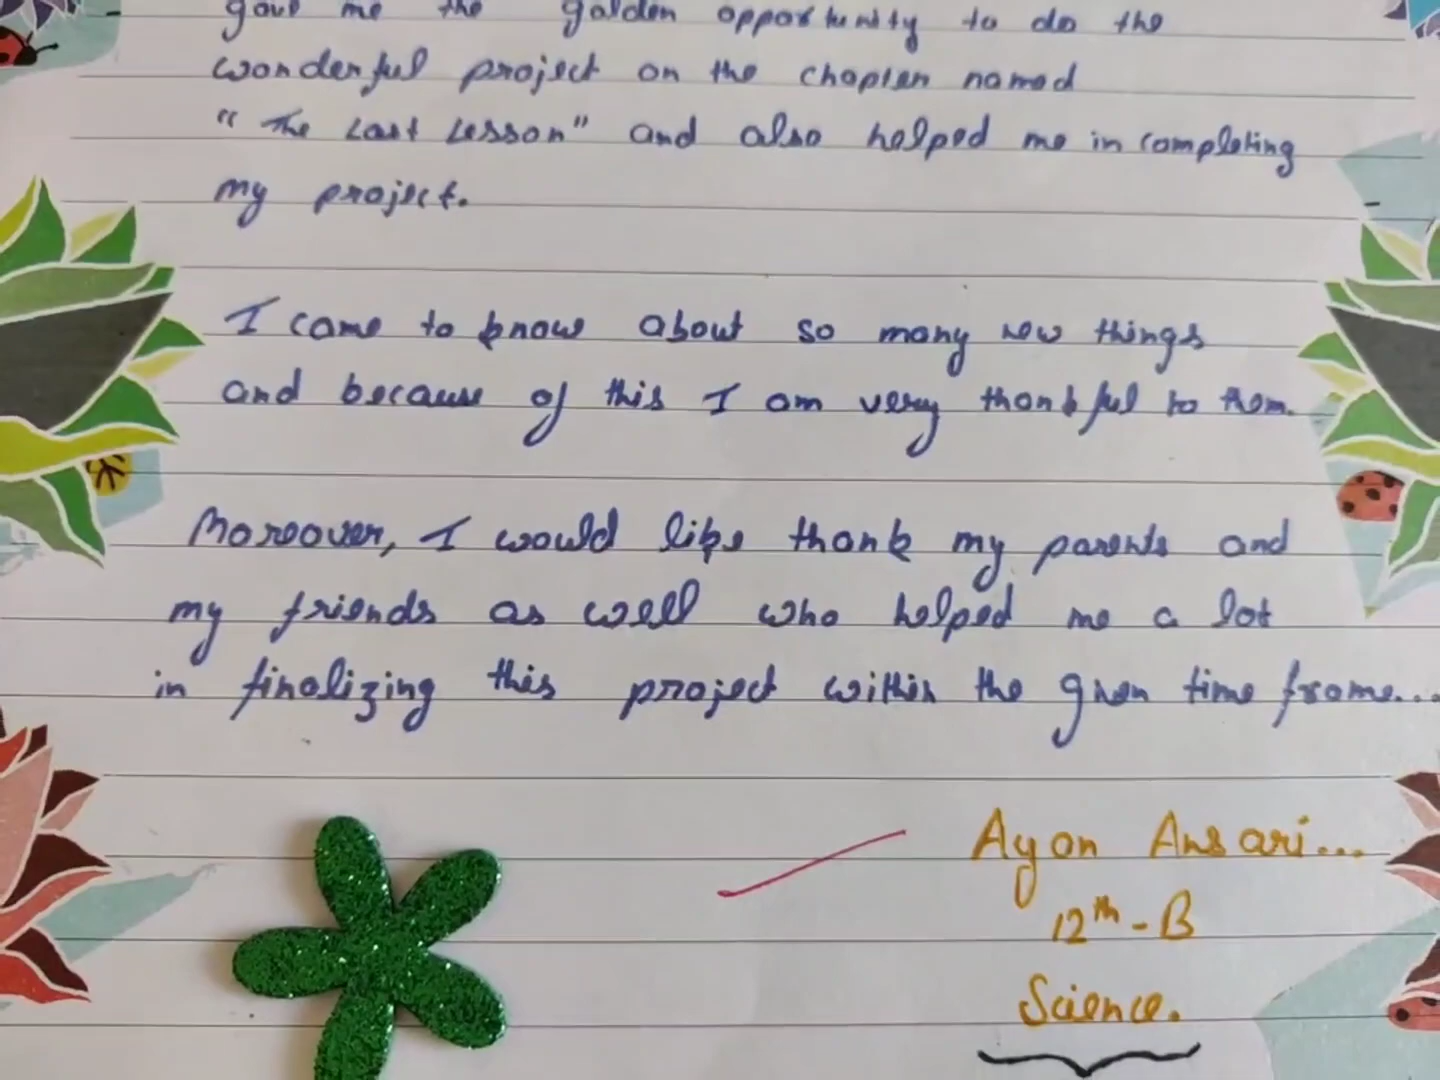 gave me the golden opportunity to do the
wonderful project on the chapter named
"The Last Lesson" and also helped me in completing
my project.
I came to know about so many new things
and because of this I am very thankful to them.
Moreover, I would like thank my parents and
my friends as well who helped me a lot
in finalizing this project within the given time frame...
Ayan Ansari...
12th - B
Science.